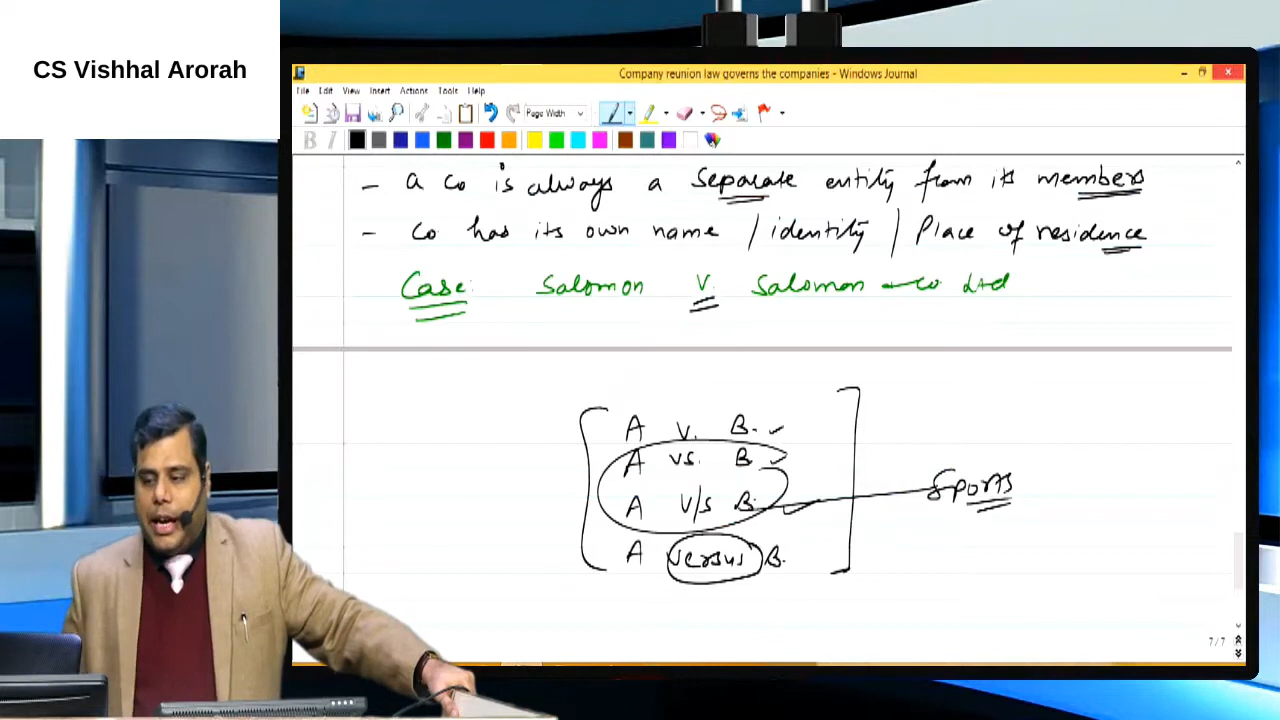 CS Vishhal Arorah
Company reunion law governs the companies - Windows Journal
File Edit View Insert Actions Tools Help
Page Width
B I
- a Co is always a Separate entity from its members
- Co has its own name / identity / Place of residence
Case: Salomon V. Salomon - Co Ltd
A V. B.
A vs. B
A V/s B.
Sports
A versus B.
7/7